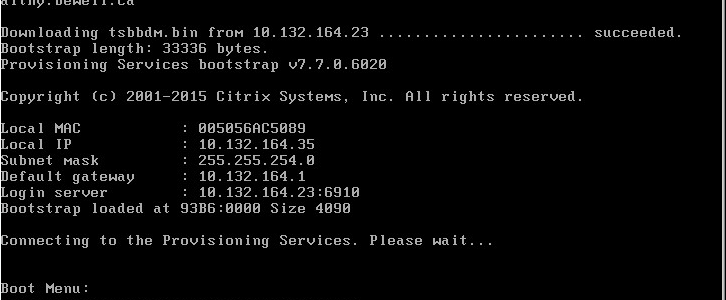 Downloading tsbbdm.bin from 10.132.164.23 ....................... succeeded.
Bootstrap length: 33336 bytes.
Provisioning Services bootstrap v7.7.0.6020
Copyright (c) 2001-2015 Citrix Systems, Inc. All rights reserved.
Local MAC : 005056AC5089
Local IP : 10.132.164.35
Subnet mask : 255.255.254.0
Default gateway : 10.132.164.1
Login server : 10.132.164.23:6910
Bootstrap loaded at 93B6:0000 Size 4090
Connecting to the Provisioning Services. Please wait...
Boot Menu: